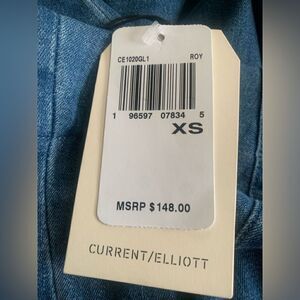 CE1020GL1 ROY
1 96597 07834 5
XS
MSRP $148.00
CURRENT/ELLIOTT